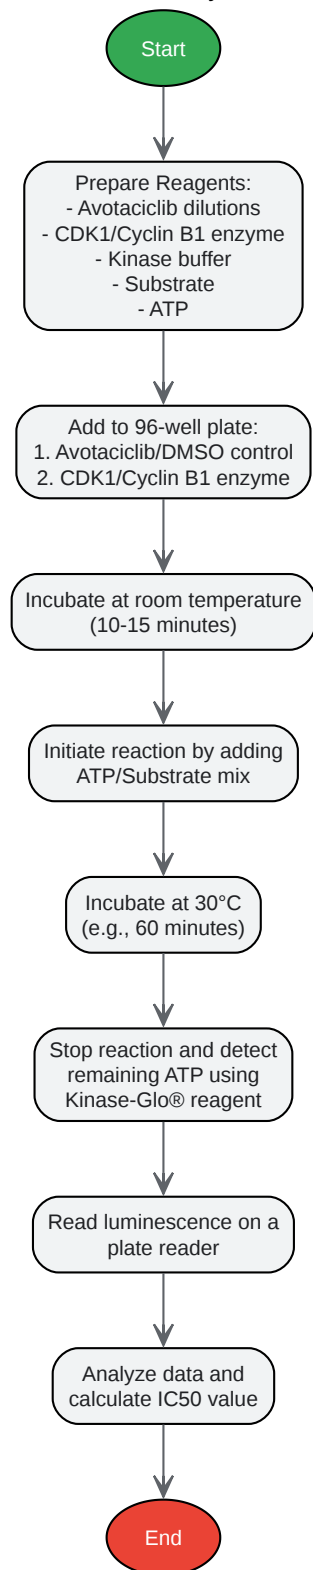 Start
Prepare Reagents:
- Avotaciclib dilutions
- CDK1/Cyclin B1 enzyme
- Kinase buffer
- Substrate
- ATP
Add to 96-well plate:
1. Avotaciclib/DMSO control
2. CDK1/Cyclin B1 enzyme
Incubate at room temperature
(10-15 minutes)
Initiate reaction by adding
ATP/Substrate mix
Incubate at 30°C
(e.g., 60 minutes)
Stop reaction and detect
remaining ATP using
Kinase-Glo® reagent
Read luminescence on a
plate reader
Analyze data and
calculate IC50 value
End